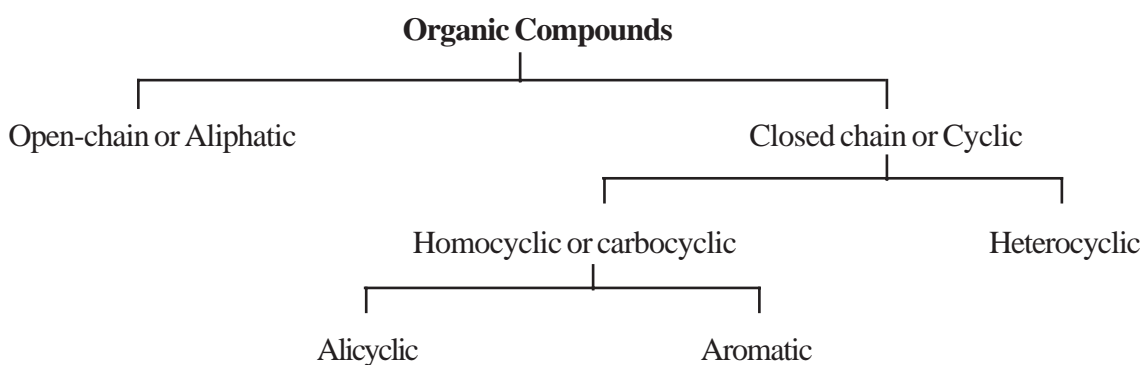 Organic Compounds
Open-chain or Aliphatic
Closed chain or Cyclic
Homocyclic or carbocyclic
Heterocyclic
Alicyclic
Aromatic